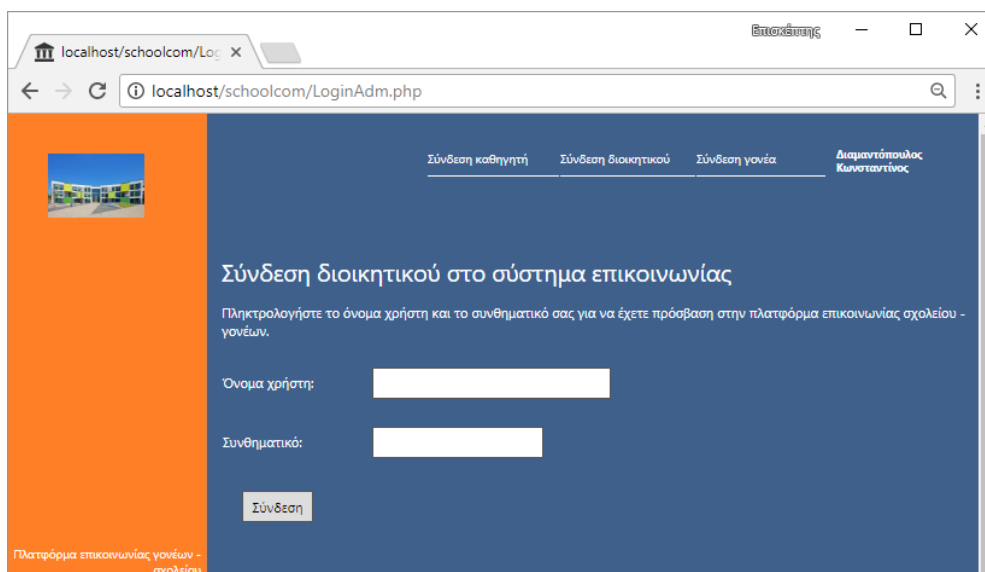 Επισκέπτης
localhost/schoolcom/Log
localhost/schoolcom/LoginAdm.php
Σύνδεση καθηγητή Σύνδεση διοικητικού Σύνδεση γονέα Διαμαντόπουλος
Κωνσταντίνος
Σύνδεση διοικητικού στο σύστημα επικοινωνίας
Πληκτρολογήστε το όνομα χρήστη και το συνθηματικό σας για να έχετε πρόσβαση στην πλατφόρμα επικοινωνίας σχολείου -
γονέων.
Όνομα χρήστη:
Συνθηματικό:
Σύνδεση
Πλατφόρμα επικοινωνίας γονέων -
σχολείου